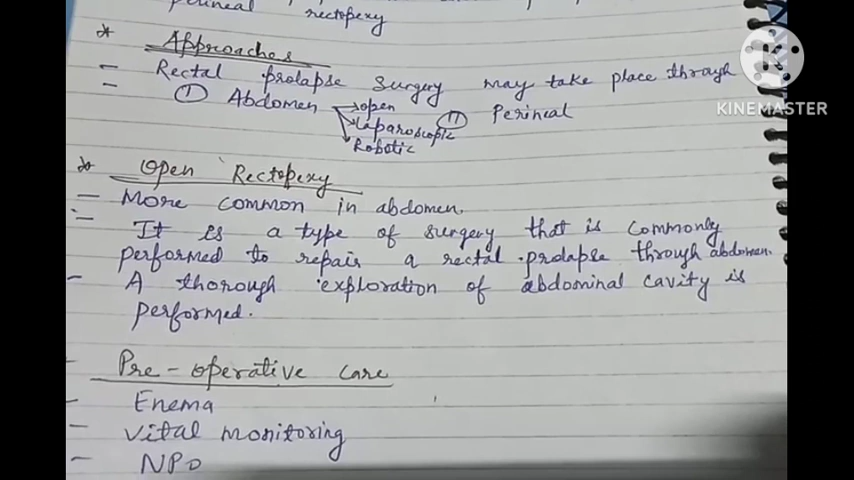 perineal rectopexy
* Approaches
- Rectal prolapse surgery may take place through
- ① Abdomen → open ⑪ Perineal
→ Laparoscopic
→ Robotic
KINEMASTER
* Open Rectopexy
- More common in abdomen.
- It is a type of surgery that is commonly
performed to repair a rectal prolapse through abdomen.
- A thorough exploration of abdominal cavity is
performed.
- Pre-operative care
- Enema
- Vital monitoring
- NPO